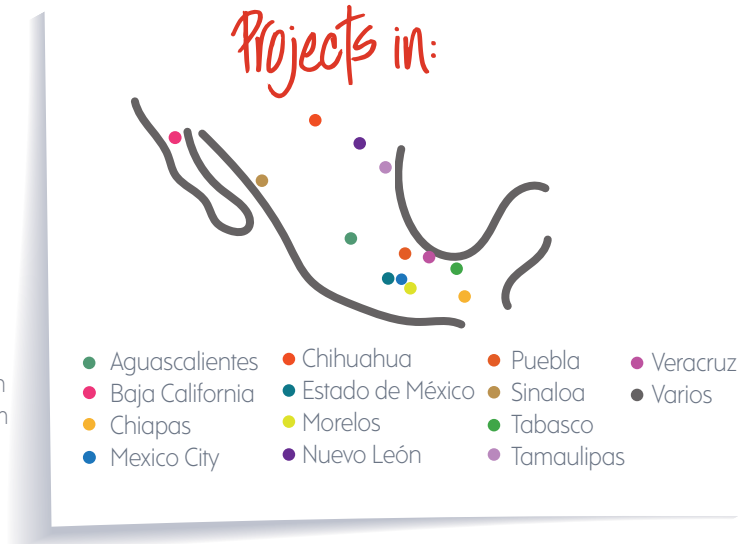 Projects in:
Aguascalientes
Baja California
Chiapas
Mexico City
Chihuahua
Estado de México
Morelos
Nuevo León
Puebla
Sinaloa
Tabasco
Tamaulipas
Veracruz
Varios